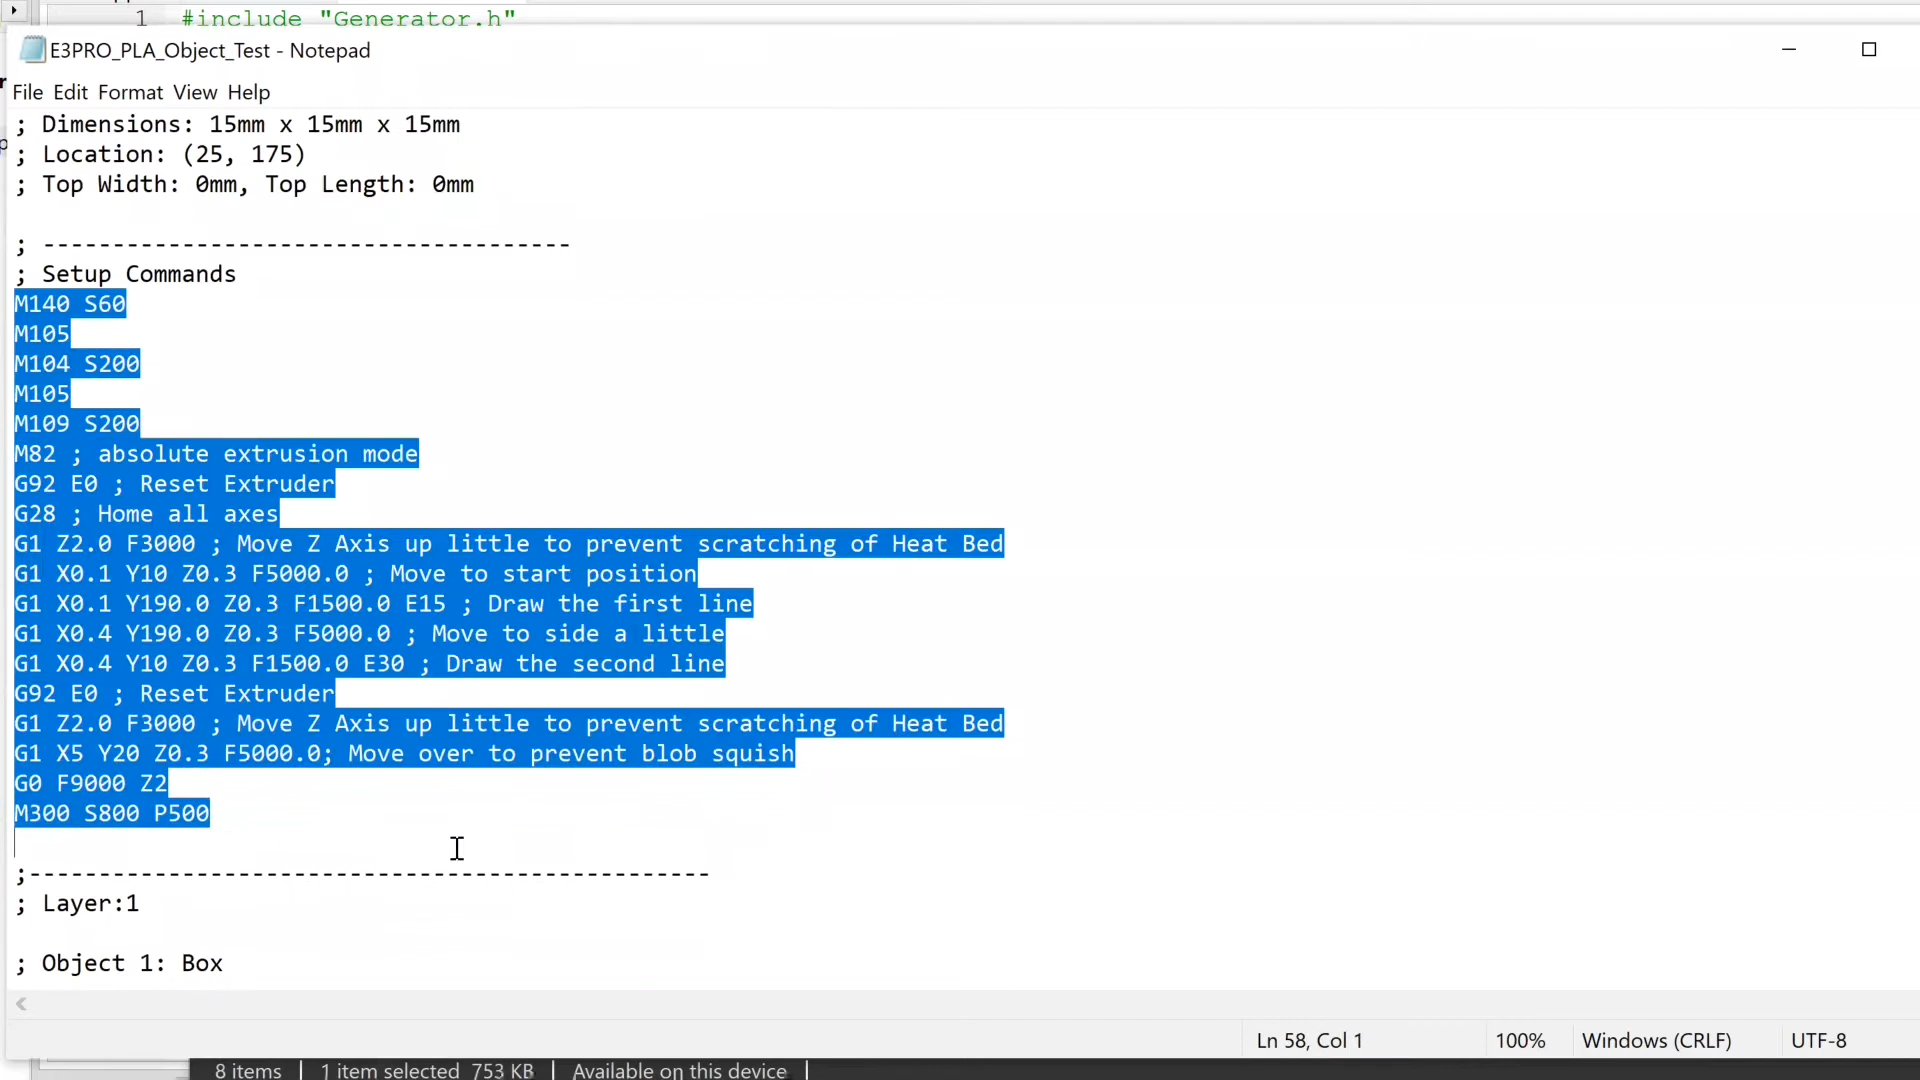 1 #include "Generator.h"
E3PRO_PLA_Object_Test - Notepad
File Edit Format View Help
; Dimensions: 15mm x 15mm x 15mm
; Location: (25, 175)
; Top Width: 0mm, Top Length: 0mm
; --------------------------------------
; Setup Commands
M140 S60
M105
M104 S200
M105
M109 S200
M82 ; absolute extrusion mode
G92 E0 ; Reset Extruder
G28 ; Home all axes
G1 Z2.0 F3000 ; Move Z Axis up little to prevent scratching of Heat Bed
G1 X0.1 Y10 Z0.3 F5000.0 ; Move to start position
G1 X0.1 Y190.0 Z0.3 F1500.0 E15 ; Draw the first line
G1 X0.4 Y190.0 Z0.3 F5000.0 ; Move to side a little
G1 X0.4 Y10 Z0.3 F1500.0 E30 ; Draw the second line
G92 E0 ; Reset Extruder
G1 Z2.0 F3000 ; Move Z Axis up little to prevent scratching of Heat Bed
G1 X5 Y20 Z0.3 F5000.0; Move over to prevent blob squish
G0 F9000 Z2
M300 S800 P500
;-------------------------------------------------
; Layer:1
; Object 1: Box
Ln 58, Col 1 100% Windows (CRLF) UTF-8
8 items 1 item selected 753 KB Available on this device